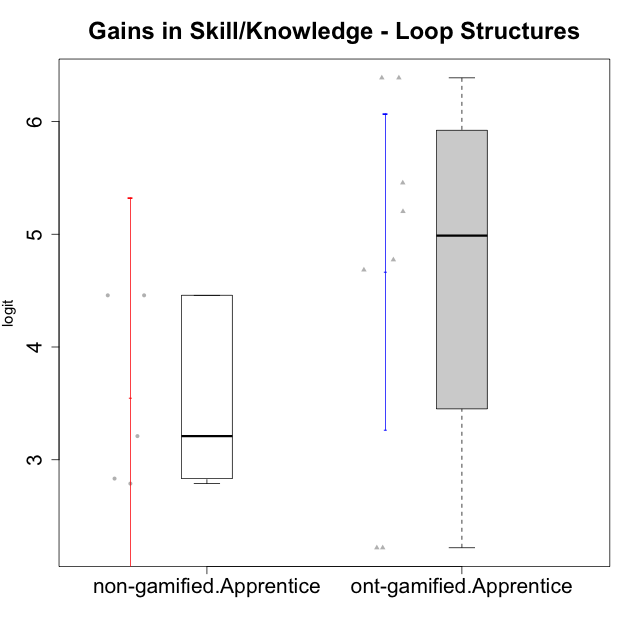 Gains in Skill/Knowledge - Loop Structures
6
5
4
3
logit
non-gamified.Apprentice
ont-gamified.Apprentice